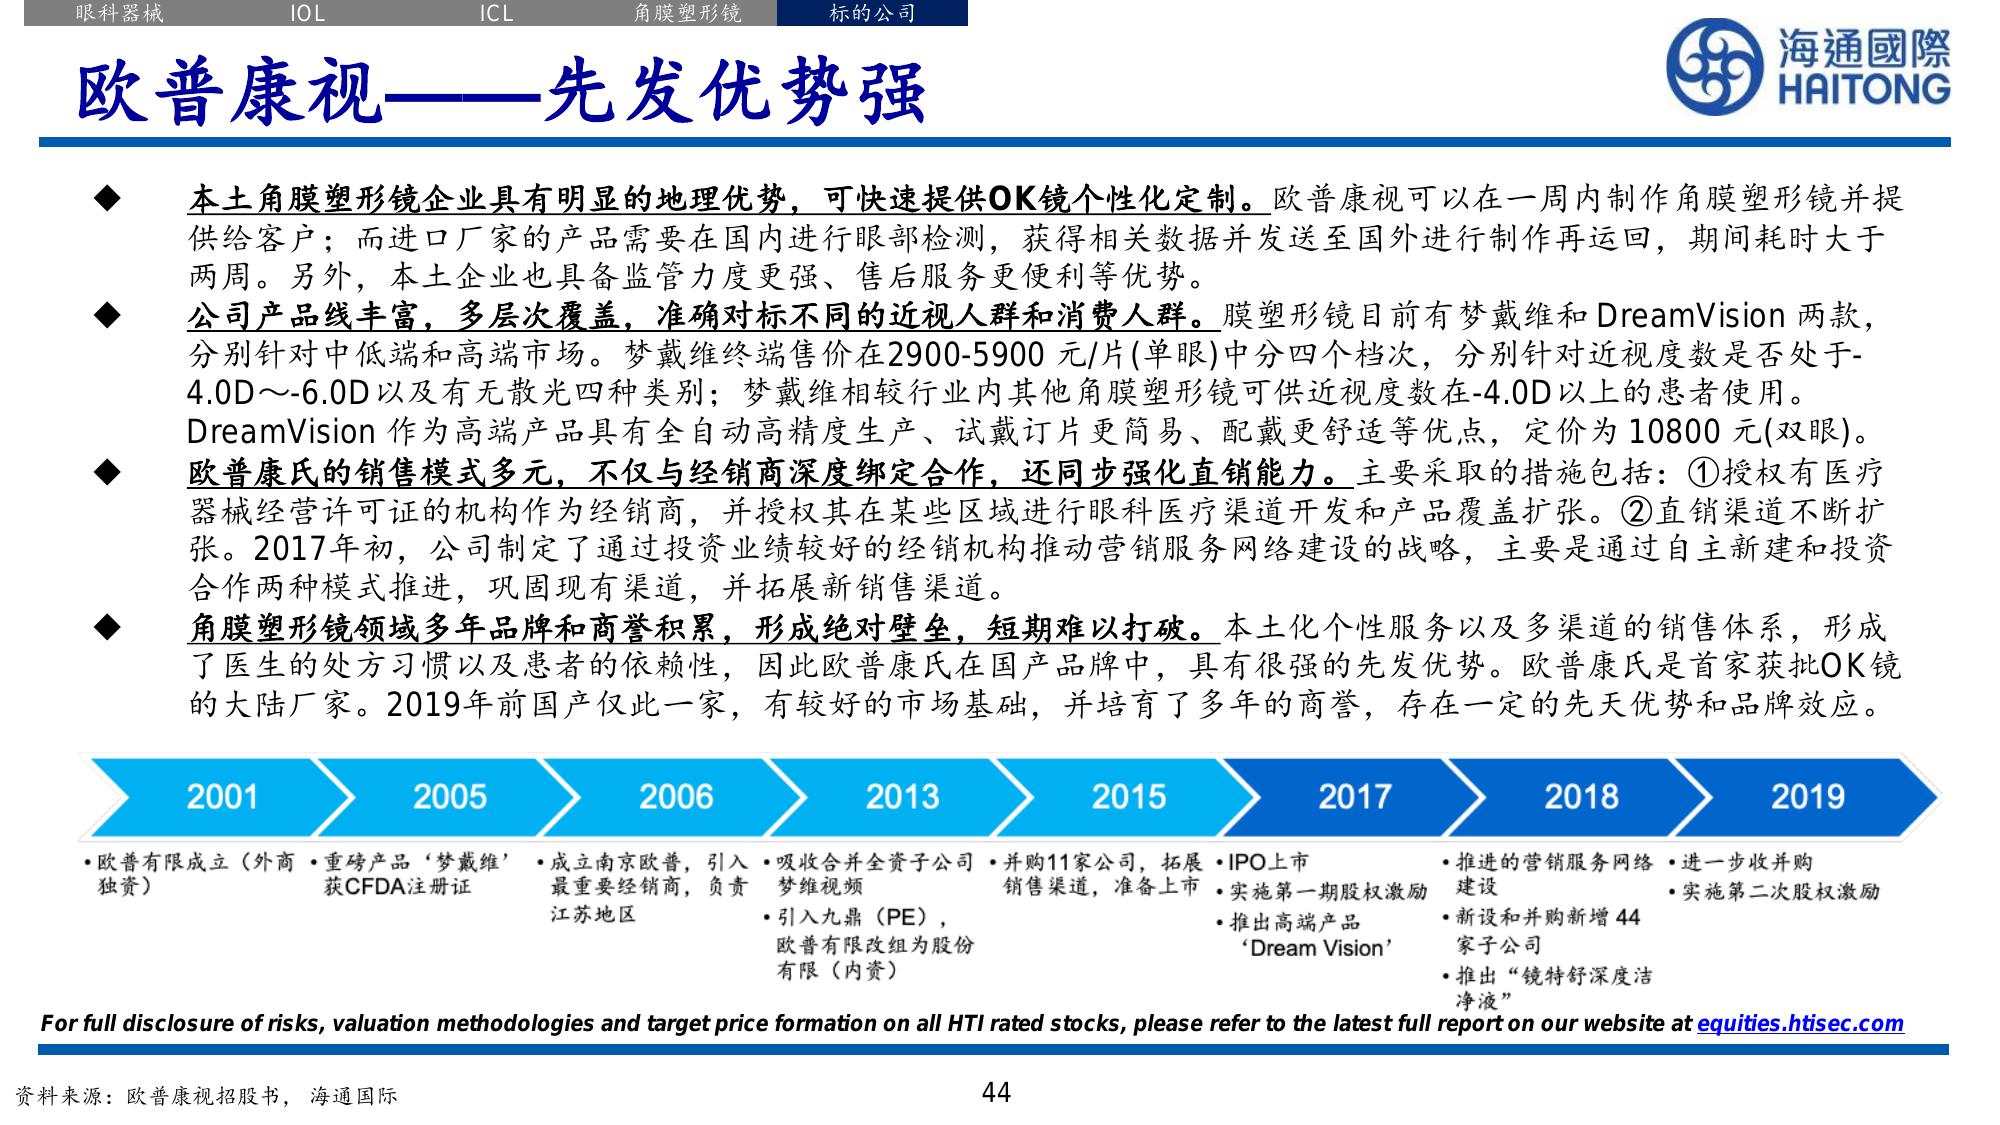 眼科器械 IOL ICL 角膜塑形镜 标的公司
海通國際
HAITONG
欧普康视——先发优势强
◆ 本土角膜塑形镜企业具有明显的地理优势，可快速提供OK镜个性化定制。欧普康视可以在一周内制作角膜塑形镜并提
供给客户；而进口厂家的产品需要在国内进行眼部检测，获得相关数据并发送至国外进行制作再运回，期间耗时大于
两周。另外，本土企业也具备监管力度更强、售后服务更便利等优势。
◆ 公司产品线丰富，多层次覆盖，准确对标不同的近视人群和消费人群。膜塑形镜目前有梦戴维和 DreamVision 两款，
分别针对中低端和高端市场。梦戴维终端售价在2900-5900 元/片(单眼)中分四个档次，分别针对近视度数是否处于-
4.0D～-6.0D以及有无散光四种类别；梦戴维相较行业内其他角膜塑形镜可供近视度数在-4.0D以上的患者使用。
DreamVision 作为高端产品具有全自动高精度生产、试戴订片更简易、配戴更舒适等优点，定价为 10800 元(双眼)。
◆ 欧普康氏的销售模式多元，不仅与经销商深度绑定合作，还同步强化直销能力。主要采取的措施包括：①授权有医疗
器械经营许可证的机构作为经销商，并授权其在某些区域进行眼科医疗渠道开发和产品覆盖扩张。②直销渠道不断扩
张。2017年初，公司制定了通过投资业绩较好的经销机构推动营销服务网络建设的战略，主要是通过自主新建和投资
合作两种模式推进，巩固现有渠道，并拓展新销售渠道。
◆ 角膜塑形镜领域多年品牌和商誉积累，形成绝对壁垒，短期难以打破。本土化个性服务以及多渠道的销售体系，形成
了医生的处方习惯以及患者的依赖性，因此欧普康氏在国产品牌中，具有很强的先发优势。欧普康氏是首家获批OK镜
的大陆厂家。2019年前国产仅此一家，有较好的市场基础，并培育了多年的商誉，存在一定的先天优势和品牌效应。
2001 2005 2006 2013 2015 2017 2018 2019
•欧普有限成立（外商
独资）
•重磅产品‘梦戴维’
获CFDA注册证
•成立南京欧普，引入
最重要经销商，负责
江苏地区
•吸收合并全资子公司
梦维视频
•引入九鼎（PE），
欧普有限改组为股份
有限（内资）
•并购11家公司，拓展
销售渠道，准备上市
•IPO上市
•实施第一期股权激励
•推出高端产品
‘Dream Vision’
•推进的营销服务网络
建设
•新设和并购新增 44
家子公司
•推出“镜特舒深度洁
净液”
•进一步收并购
•实施第二次股权激励
For full disclosure of risks, valuation methodologies and target price formation on all HTI rated stocks, please refer to the latest full report on our website at equities.htisec.com
资料来源：欧普康视招股书， 海通国际
44